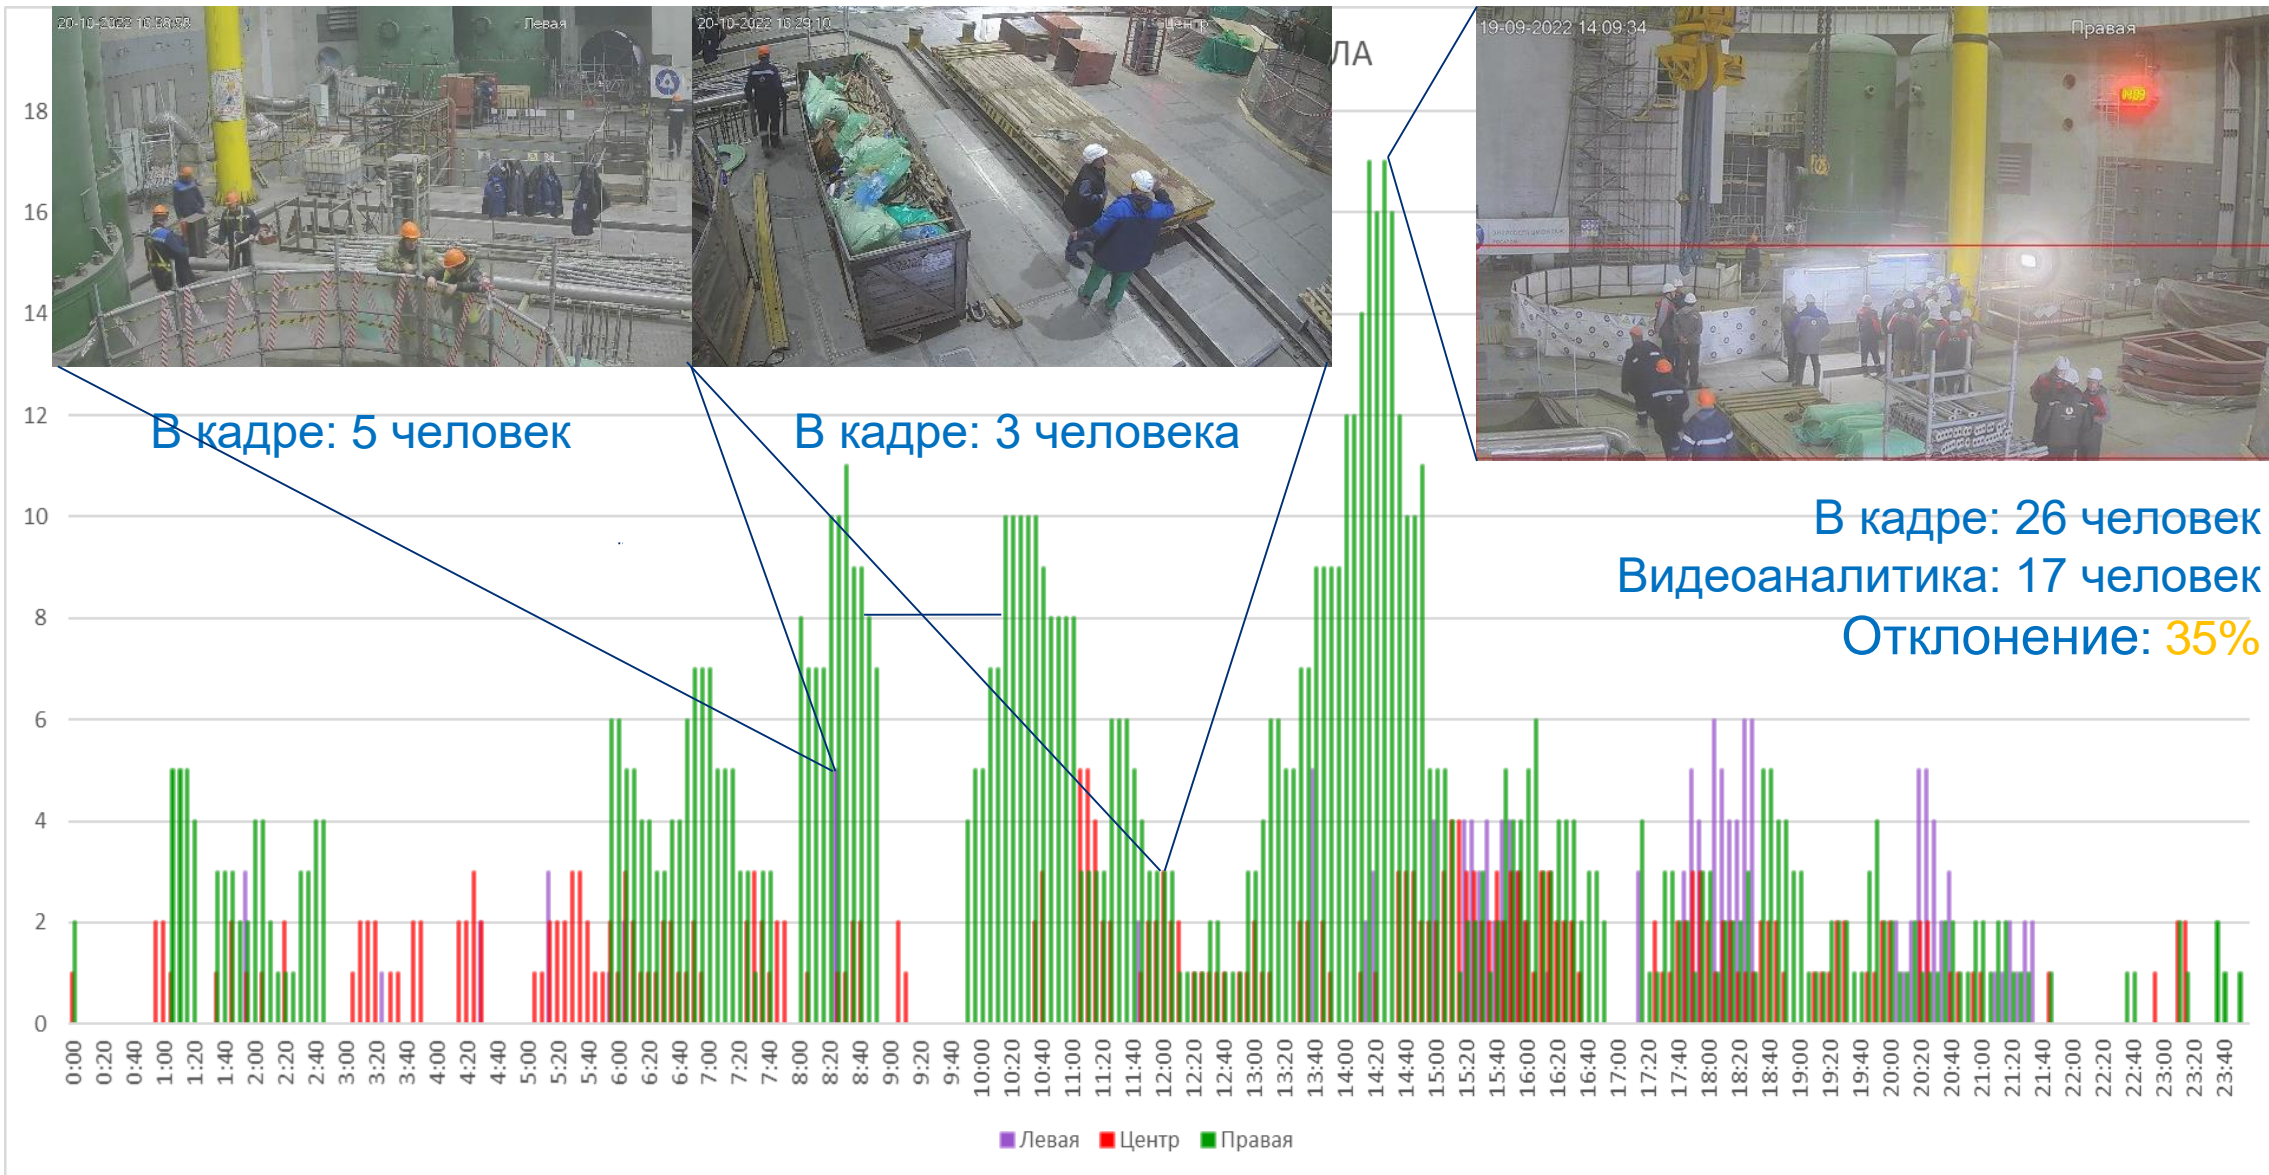 20-10-2022
Левая
20-10-2022 10:29:10
Центр
19-09-2022 14:09:34
Правая
ЛА
В кадре: 5 человек
В кадре: 3 человека
В кадре: 26 человек
Видеоаналитика: 17 человек
Отклонение: 35%
18
16
14
12
10
8
6
4
2
0
0:00 0:20 0:40 1:00 1:20 1:40 2:00 2:20 2:40 3:00 3:20 3:40 4:00 4:20 4:40 5:00 5:20 5:40 6:00 6:20 6:40 7:00 7:20 7:40 8:00 8:20 8:40 9:00 9:20 9:40 10:00 10:20 10:40 11:00 11:20 11:40 12:00 12:20 12:40 13:00 13:20 13:40 14:00 14:20 14:40 15:00 15:20 15:40 16:00 16:20 16:40 17:00 17:20 17:40 18:00 18:20 18:40 19:00 19:20 19:40 20:00 20:20 20:40 21:00 21:20 21:40 22:00 22:20 22:40 23:00 23:20 23:40
Левая Центр Правая